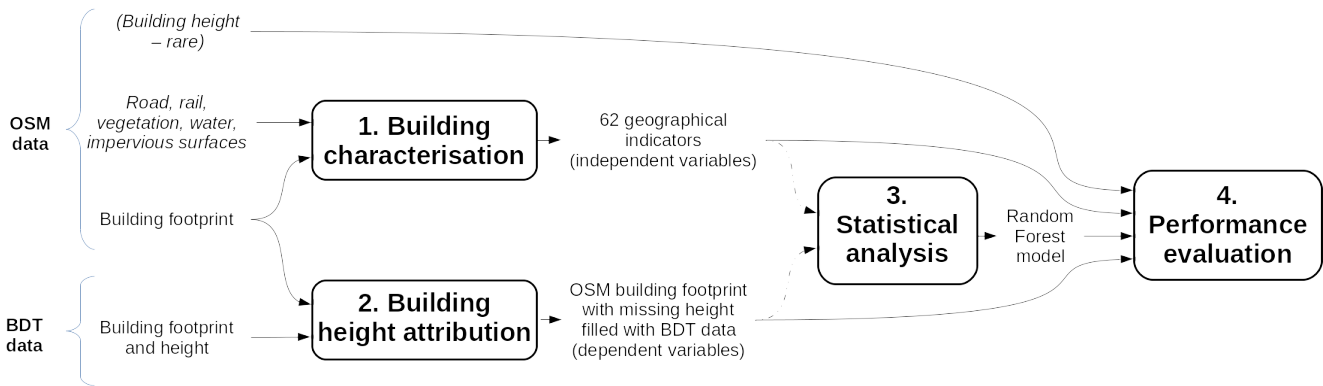 (Building height
– rare)
OSM
data
Road, rail,
vegetation, water,
impervious surfaces
Building footprint
BDT
data
Building footprint
and height
1. Building
characterisation
2. Building
height attribution
62 geographical
indicators
(independent variables)
OSM building footprint
with missing height
filled with BDT data
(dependent variables)
3.
Statistical
analysis
Random
Forest
model
4.
Performance
evaluation